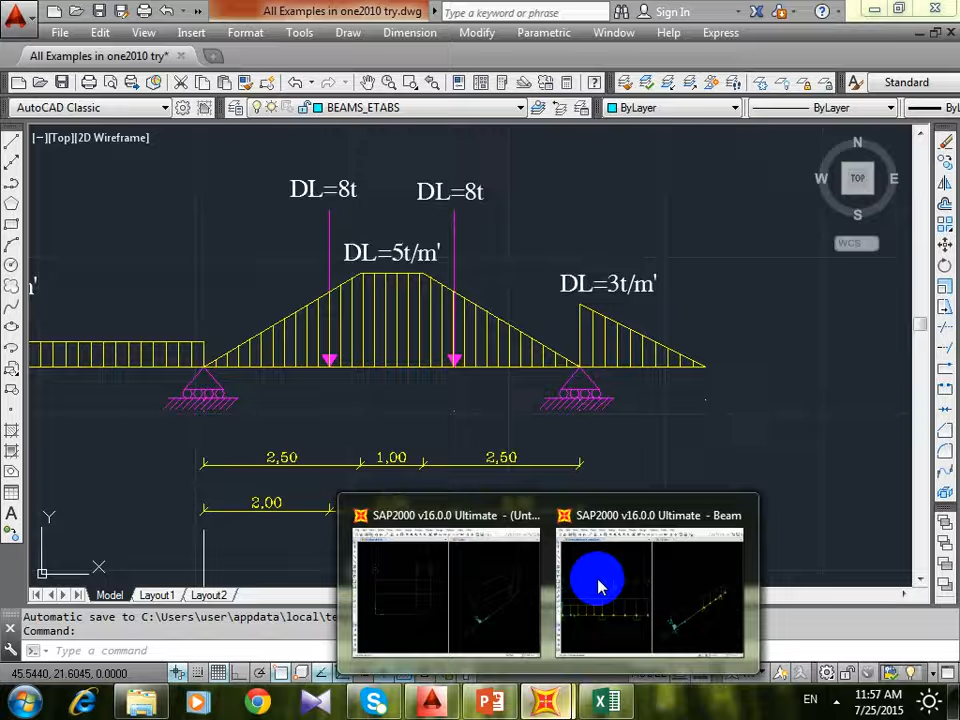 All Examples in one2010 try.dwg
Type a keyword or phrase
Sign In
File Edit View Insert Format Tools Draw Dimension Modify Parametric Window Help Express
All Examples in one2010 try*
Standard
AutoCAD Classic
BEAMS_ETABS
ByLayer
ByLayer
[−][Top][2D Wireframe]
N
W TOP E
S
WCS
DL=8t DL=8t
DL=5t/m'
DL=3t/m'
2,50 1,00 2,50
2,00
Y
X
SAP2000 v16.0.0 Ultimate - (Unt...
SAP2000 v16.0.0 Ultimate - Beam
Model Layout1 Layout2
Automatic save to C:\Users\user\appdata\local\te
Command:
Type a command
45.5440, 21.6045, 0.0000
EN
11:57 AM
7/25/2015